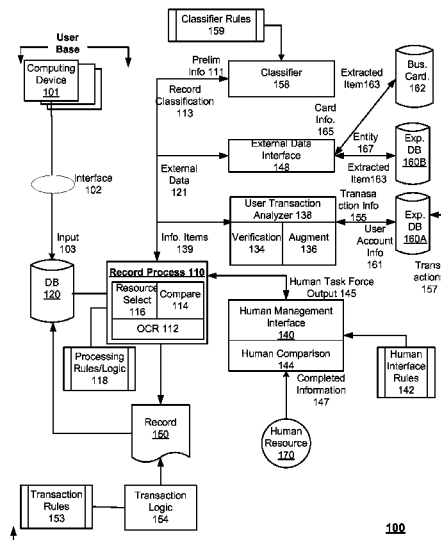 Classifier Rules
159
User
Base
Computing
Device
101
Prelim
Info 111
Record
Classification
113
Classifier
158
Extracted
Item163
Bus.
Card.
162
Card
Info.
165
External Data
Interface
148
Entity
167
Extracted
Item163
Exp.
DB
160B
Interface
102
External
Data
121
User Transaction
Analyzer 138
Verification
134
Augment
136
Tranasa
ction Info
155
User
Account Info
161
Exp.
DB
160A
Trans
action
157
Input
103
Info. Items
139
DB
120
Record Process 110
Resource
Select
116
Compare
114
OCR 112
Human Task Force
Output 145
Human Management
Interface
140
Human Comparison
144
Human
Interface
Rules
142
Processing
Rules/Logic
118
Completed
Information
147
Record
150
Human
Resource
170
Transaction
Rules
153
Transaction
Logic
154
100